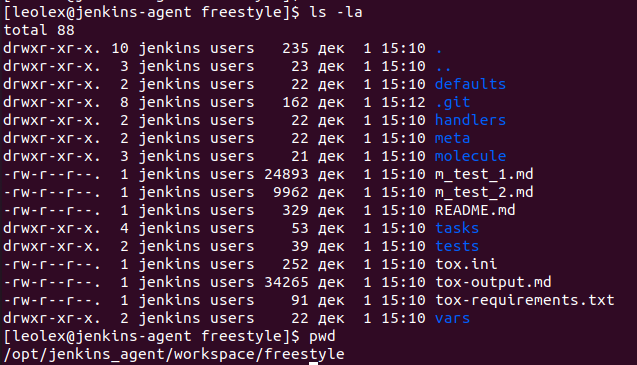 [leolex@jenkins-agent freestyle]$ ls -la
total 88
drwxr-xr-x. 10 jenkins users   235 дек  1 15:10 .
drwxr-xr-x.  3 jenkins users    23 дек  1 15:10 ..
drwxr-xr-x.  2 jenkins users    22 дек  1 15:10 defaults
drwxr-xr-x.  8 jenkins users   162 дек  1 15:12 .git
drwxr-xr-x.  2 jenkins users    22 дек  1 15:10 handlers
drwxr-xr-x.  2 jenkins users    22 дек  1 15:10 meta
drwxr-xr-x.  3 jenkins users    21 дек  1 15:10 molecule
-rw-r--r--.  1 jenkins users 24893 дек  1 15:10 m_test_1.md
-rw-r--r--.  1 jenkins users  9962 дек  1 15:10 m_test_2.md
-rw-r--r--.  1 jenkins users   329 дек  1 15:10 README.md
drwxr-xr-x.  4 jenkins users    53 дек  1 15:10 tasks
drwxr-xr-x.  2 jenkins users    39 дек  1 15:10 tests
-rw-r--r--.  1 jenkins users   252 дек  1 15:10 tox.ini
-rw-r--r--.  1 jenkins users 34265 дек  1 15:10 tox-output.md
-rw-r--r--.  1 jenkins users    91 дек  1 15:10 tox-requirements.txt
drwxr-xr-x.  2 jenkins users    22 дек  1 15:10 vars
[leolex@jenkins-agent freestyle]$ pwd
/opt/jenkins_agent/workspace/freestyle